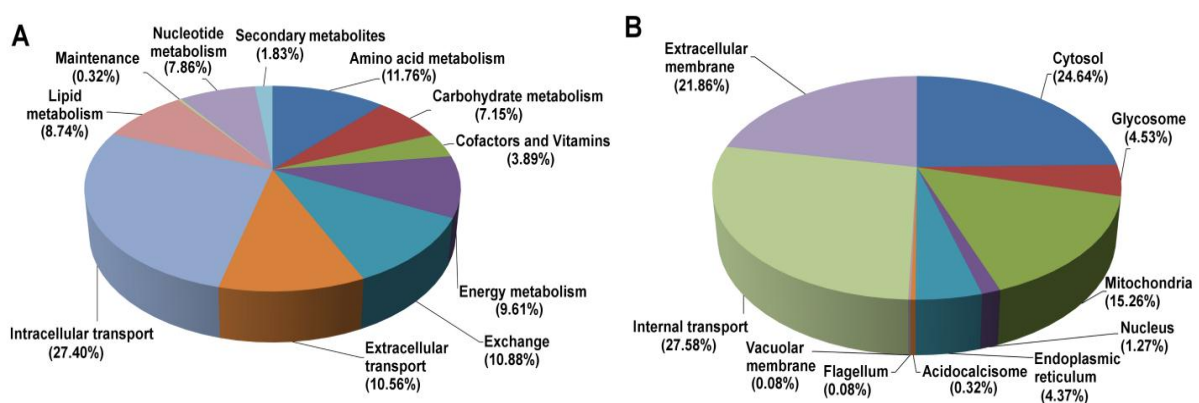 A
Nucleotide
metabolism
(7.86%)
Secondary metabolites
(1.83%)
Maintenance
(0.32%)
Amino acid metabolism
(11.76%)
Lipid
metabolism
(8.74%)
Carbohydrate metabolism
(7.15%)
Cofactors and Vitamins
(3.89%)
Energy metabolism
(9.61%)
Intracellular transport
(27.40%)
Extracellular
transport
(10.56%)
Exchange
(10.88%)
B
Extracellular
membrane
(21.86%)
Cytosol
(24.64%)
Glycosome
(4.53%)
Mitochondria
(15.26%)
Nucleus
(1.27%)
Internal transport
(27.58%)
Vacuolar
membrane
(0.08%)
Flagellum
(0.08%)
Acidocalcisome
(0.32%)
Endoplasmic
reticulum
(4.37%)